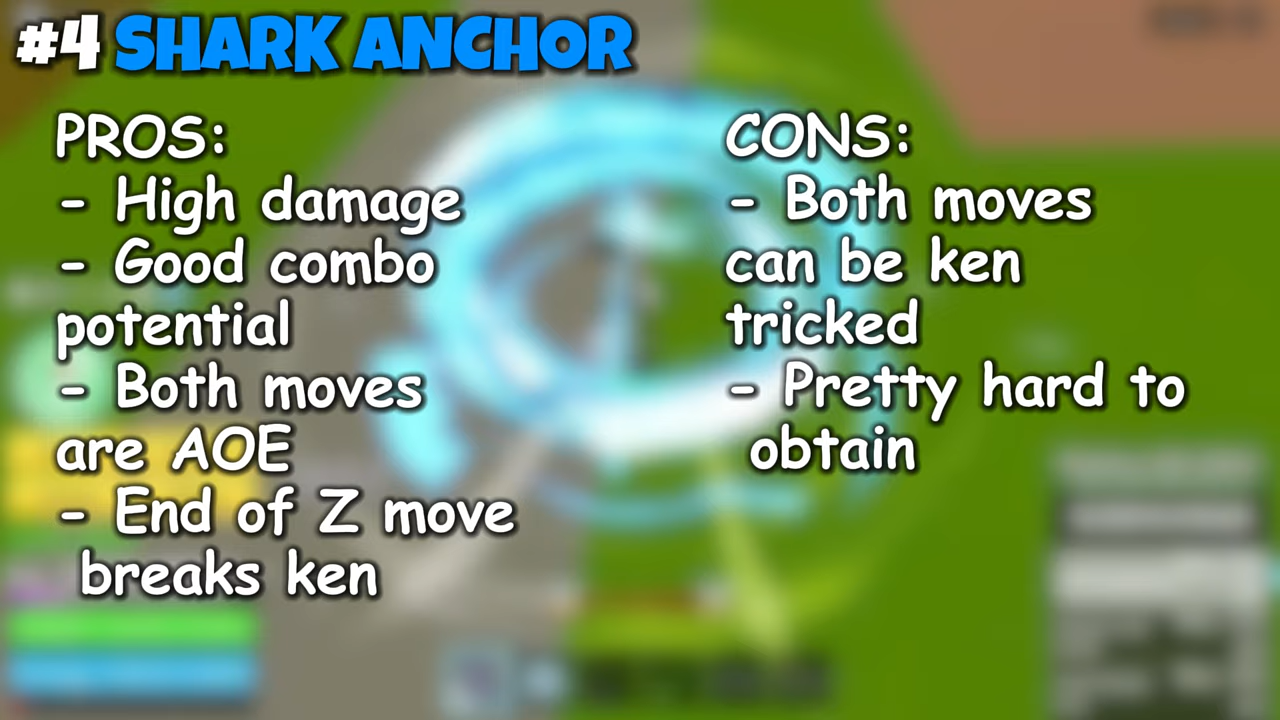 #4 SHARK ANCHOR
PROS:
- High damage
- Good combo
potential
- Both moves
are AOE
- End of Z move
breaks ken
CONS:
- Both moves
can be ken
tricked
- Pretty hard to
obtain